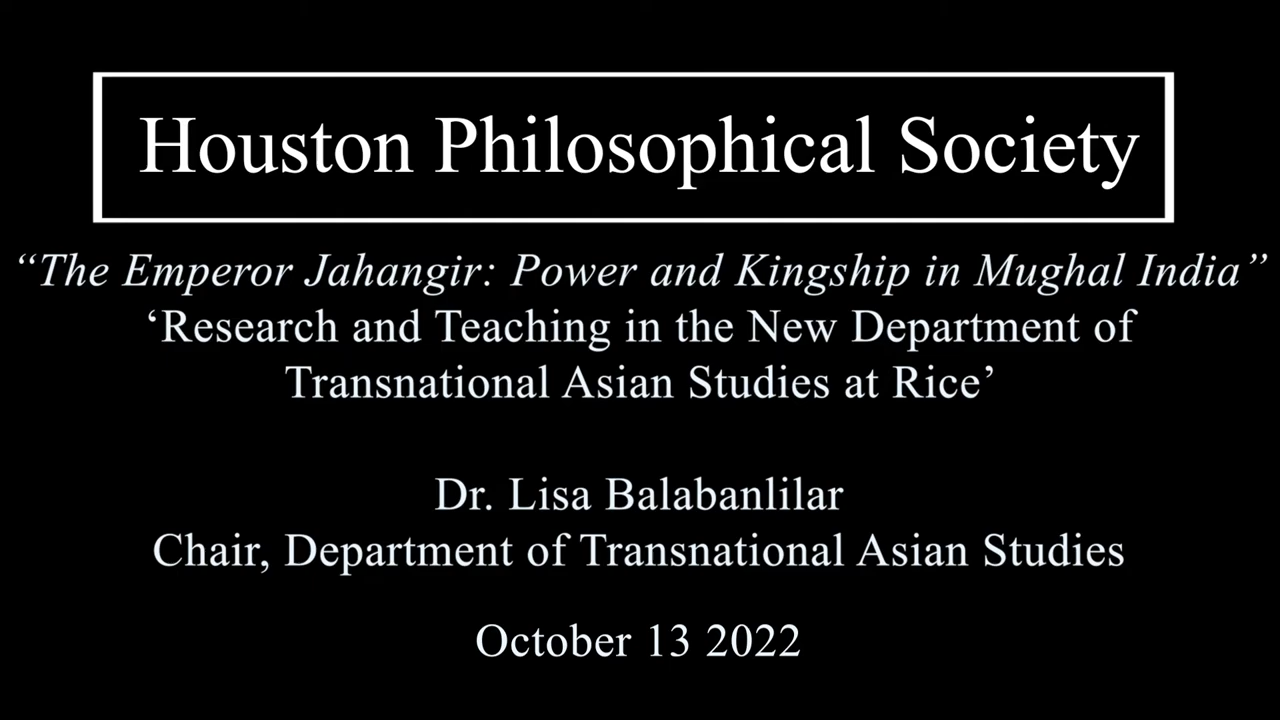 Houston Philosophical Society
“The Emperor Jahangir: Power and Kingship in Mughal India”
‘Research and Teaching in the New Department of
Transnational Asian Studies at Rice’
Dr. Lisa Balabanlilar
Chair, Department of Transnational Asian Studies
October 13 2022